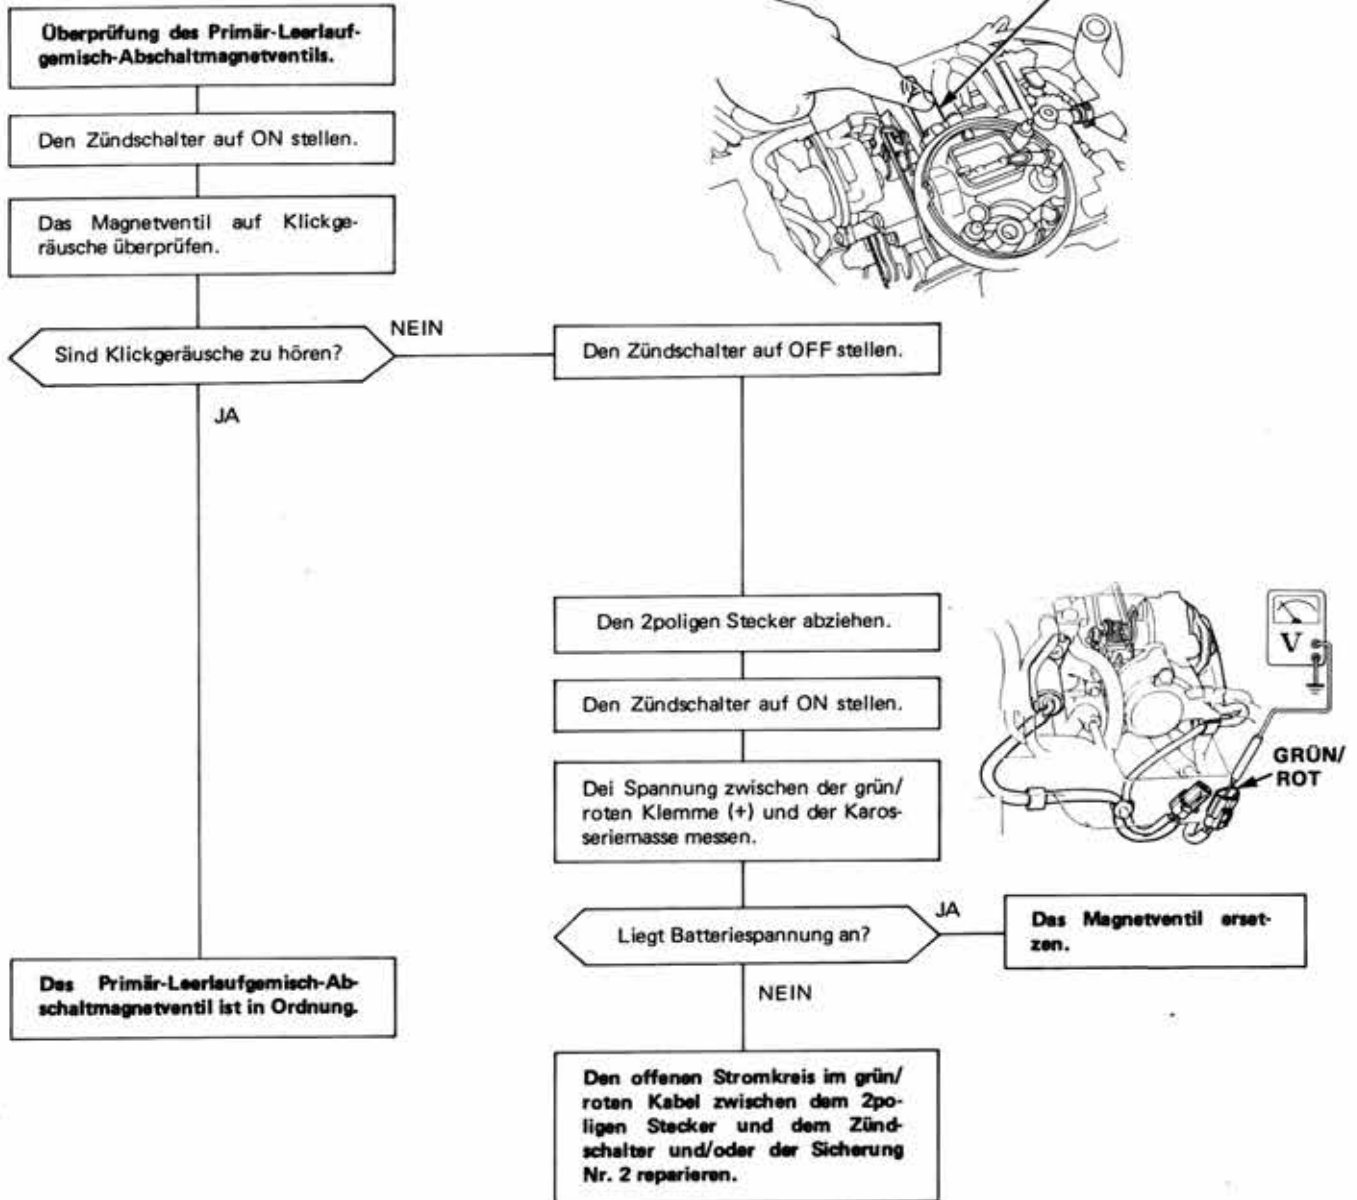 Überprüfung des Primär-Leerlauf-
gemisch-Abschaltmagnetventils.
Den Zündschalter auf ON stellen.
Das Magnetventil auf Klickge-
räusche überprüfen.
Sind Klickgeräusche zu hören?
NEIN
Den Zündschalter auf OFF stellen.
JA
Den 2poligen Stecker abziehen.
Den Zündschalter auf ON stellen.
Dei Spannung zwischen der grün/
roten Klemme (+) und der Karos-
seriemasse messen.
V
GRÜN/
ROT
Liegt Batteriespannung an?
JA
Das Magnetventil erset-
zen.
NEIN
Das Primär-Leerlaufgemisch-Ab-
schaltmagnetventil ist in Ordnung.
Den offenen Stromkreis im grün/
roten Kabel zwischen dem 2po-
ligen Stecker und dem Zünd-
schalter und/oder der Sicherung
Nr. 2 reparieren.